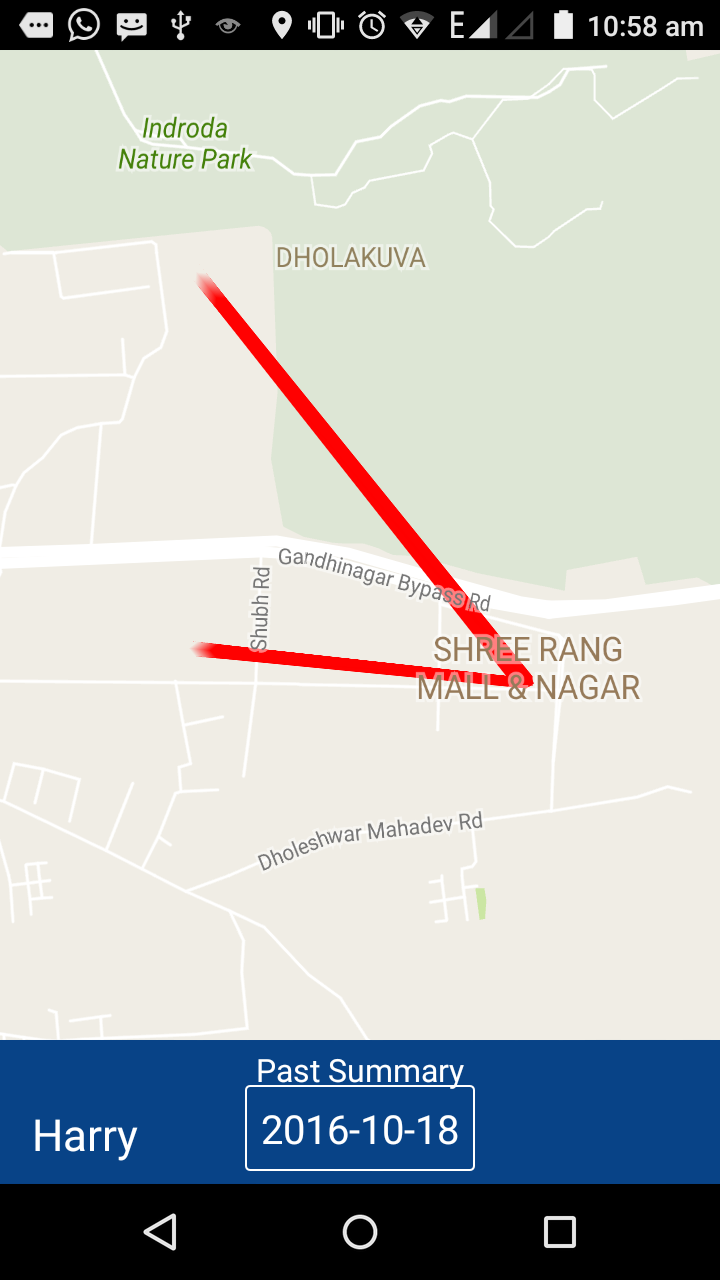 E
10:58 am
Indroda
Nature Park
DHOLAKUVA
Gandhinagar Bypass Rd
Shubh Rd
SHREE RANG
MALL & NAGAR
Dholeshwar Mahadev Rd
Past Summary
Harry
2016-10-18